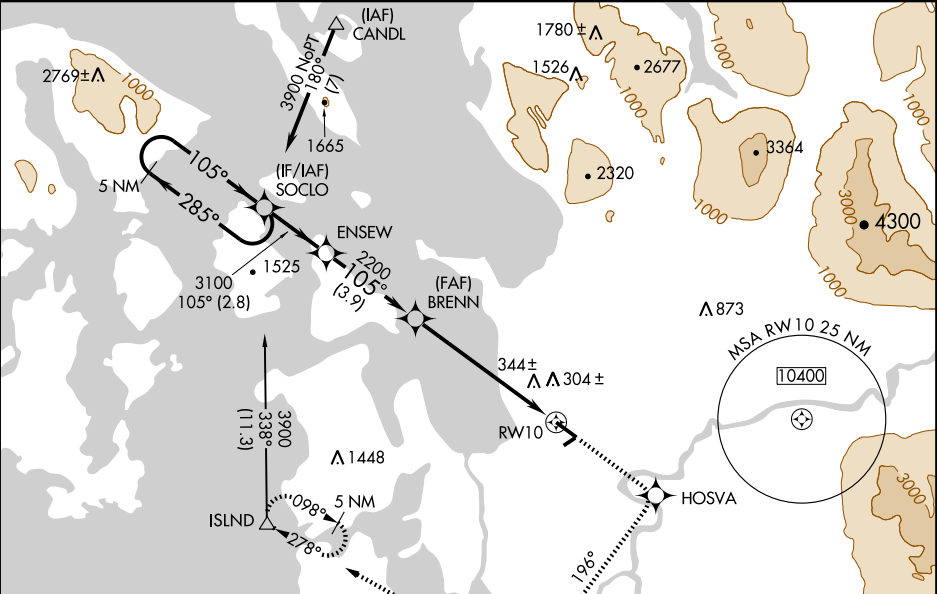 (IAF)
CANDL
3900 NoPT
180°
(7)
1665
2769±
1000
1780 ±
1526
2677
1000
1000
2320
3364
1000
3000
4300
1000
5 NM
105°
285°
(IF/IAF)
SOCLO
ENSEW
3100
105° (2.8)
1525
2200
105°
(3.9)
(FAF)
BRENN
873
MSA RW10 25 NM
10400
344±
304 ±
RW10
HOSVA
3900
338°
(11.3)
1448
ISLND
098°
278°
5 NM
196°
3000